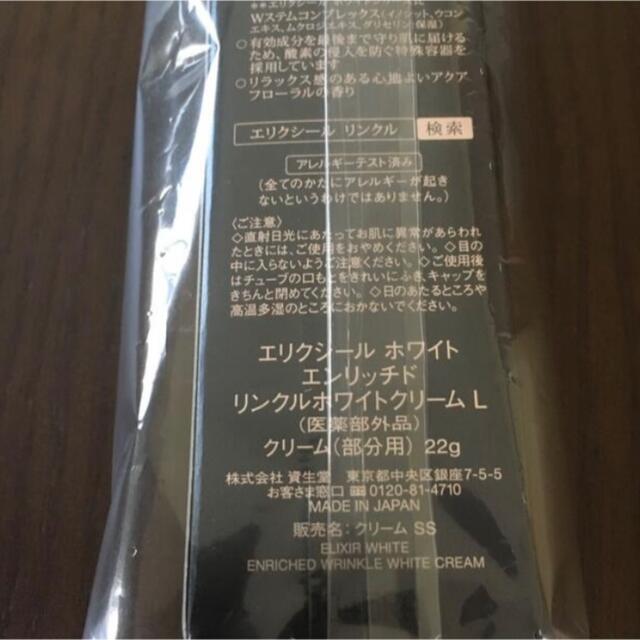 Wステムコンプレックス(イノシット、ウコン
エキス、ムクロジエキス、グリセリン:保湿)
○有効成分を最後まで守り肌に届ける
ため、酸素の侵入を防ぐ特殊容器を
採用しています
○リラックス感のある心地よいアクア
フローラルの香り
エリクシール リンクル 検索
アレルギーテスト済み
(全てのかたにアレルギーが起き
ないというわけではありません。)
〈ご注意〉
◇直射日光にあたってお肌に異常があらわれ
たときには、ご使用をおやめください。◇目の
中に入らないようご注意ください。◇ご使用後
はチューブの口もとをきれいにふき、キャップを
きちんと閉めてください。◇日のあたるところや
高温多湿のところにおかないでください。
エリクシール ホワイト
エンリッチド
リンクルホワイトクリーム L
(医薬部外品)
クリーム(部分用) 22g
株式会社 資生堂 東京都中央区銀座7-5-5
お客さま窓口 0120-81-4710
MADE IN JAPAN
販売名:クリーム SS
ELIXIR WHITE
ENRICHED WRINKLE WHITE CREAM